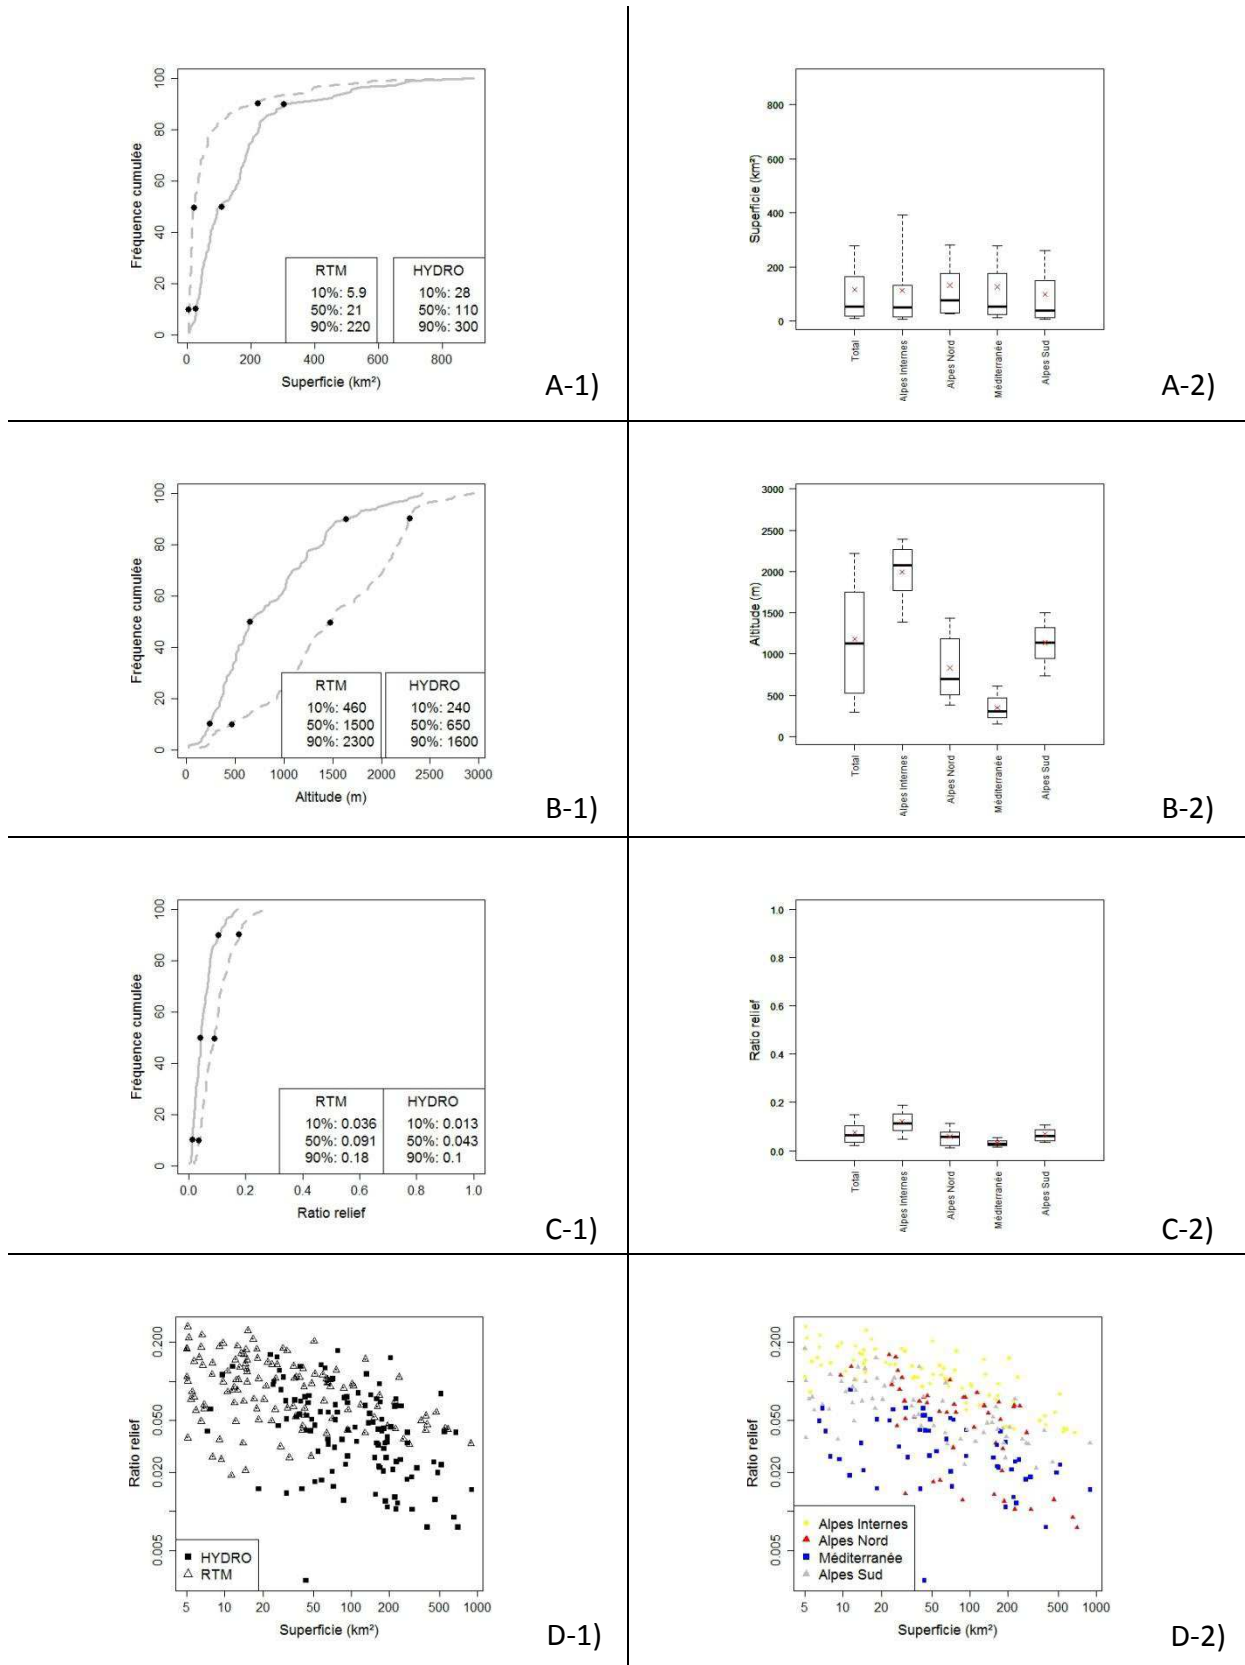 100
80
60
40
20
0
Fréquence cumulée
RTM
10%: 5.9
50%: 21
90%: 220
HYDRO
10%: 28
50%: 110
90%: 300
0 200 400 600 800
Superficie (km²)
A-1)
800
600
400
200
0
Superficie (km²)
Total
Alpes Internes
Alpes Nord
Méditerranée
Alpes Sud
A-2)
100
80
60
40
20
0
Fréquence cumulée
RTM
10%: 460
50%: 1500
90%: 2300
HYDRO
10%: 240
50%: 650
90%: 1600
0 500 1000 1500 2000 2500 3000
Altitude (m)
B-1)
3000
2500
2000
1500
1000
500
0
Altitude (m)
Total
Alpes Internes
Alpes Nord
Méditerranée
Alpes Sud
B-2)
100
80
60
40
20
0
Fréquence cumulée
RTM
10%: 0.036
50%: 0.091
90%: 0.18
HYDRO
10%: 0.013
50%: 0.043
90%: 0.1
0.0 0.2 0.4 0.6 0.8 1.0
Ratio relief
C-1)
1.0
0.8
0.6
0.4
0.2
0.0
Ratio relief
Total
Alpes Internes
Alpes Nord
Méditerranée
Alpes Sud
C-2)
0.200
0.050
0.020
0.005
Ratio relief
HYDRO
RTM
5 10 20 50 100 200 500 1000
Superficie (km²)
D-1)
0.200
0.050
0.020
0.005
Ratio relief
Alpes Internes
Alpes Nord
Méditerranée
Alpes Sud
5 10 20 50 100 200 500 1000
Superficie (km²)
D-2)